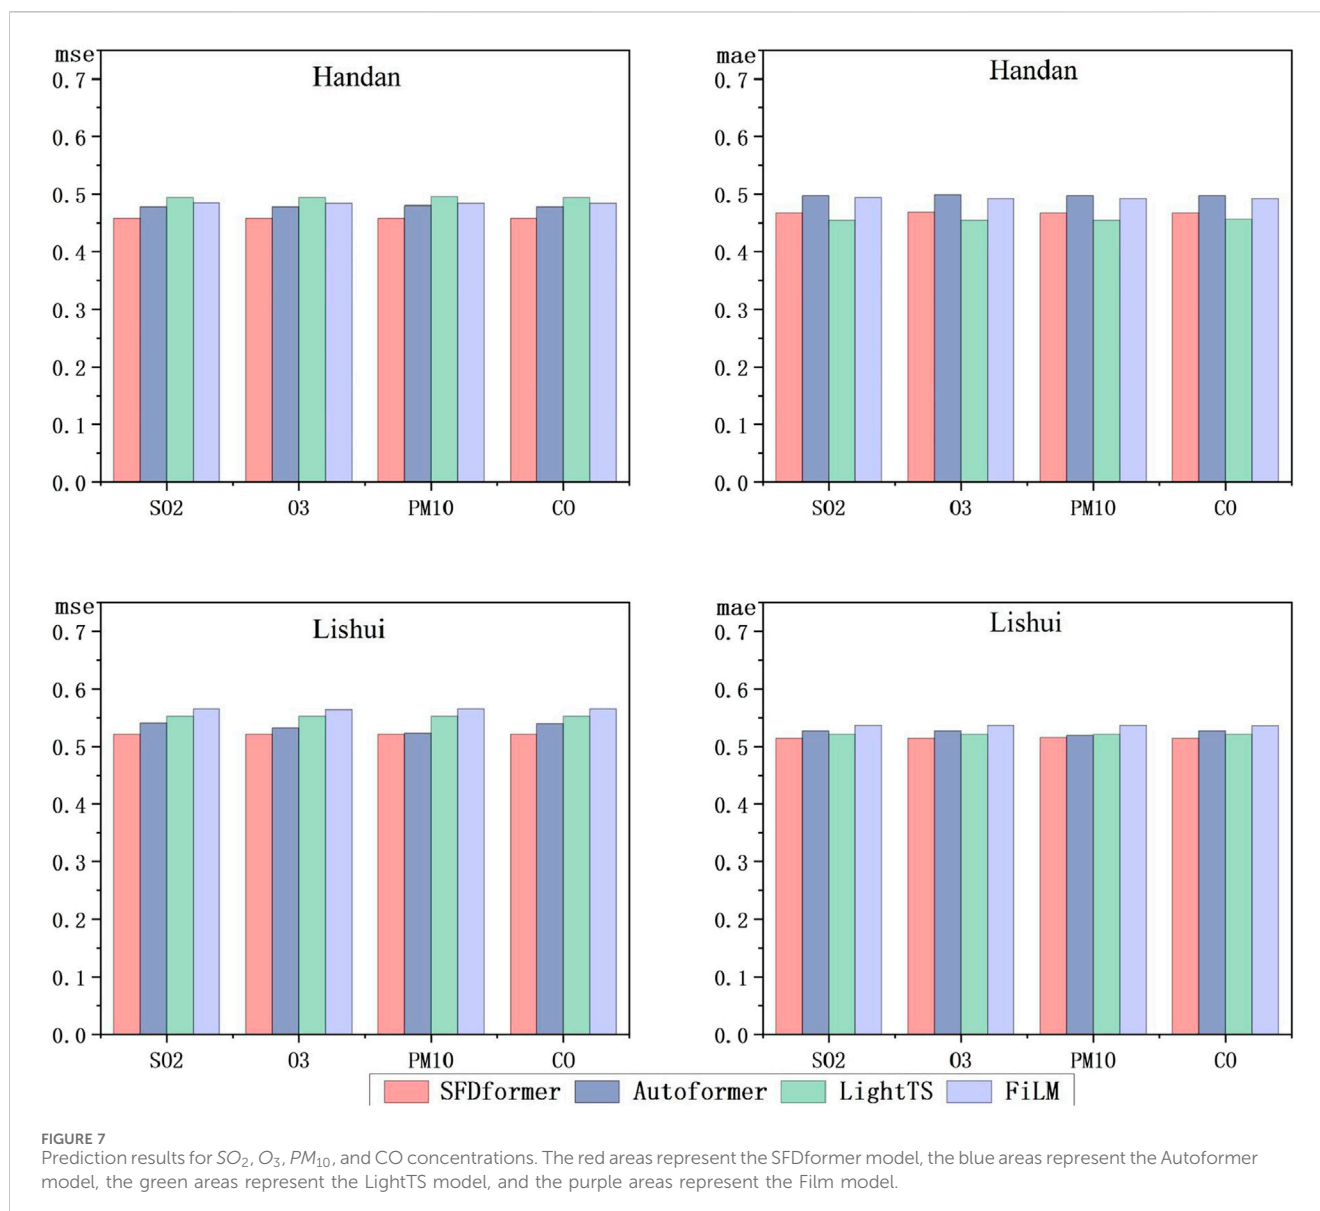 mse
Handan
0.7
0.6
0.5
0.4
0.3
0.2
0.1
0.0
SO2 O3 PM10 CO
mae
Handan
0.7
0.6
0.5
0.4
0.3
0.2
0.1
0.0
SO2 O3 PM10 CO
mse
Lishui
0.7
0.6
0.5
0.4
0.3
0.2
0.1
0.0
SO2 O3 PM10 CO
mae
Lishui
0.7
0.6
0.5
0.4
0.3
0.2
0.1
0.0
SO2 O3 PM10 CO
SFDformer Autoformer LightTS FiLM
FIGURE 7
Prediction results for SO₂, O₃, PM₁₀, and CO concentrations. The red areas represent the SFDformer model, the blue areas represent the Autoformer
model, the green areas represent the LightTS model, and the purple areas represent the Film model.